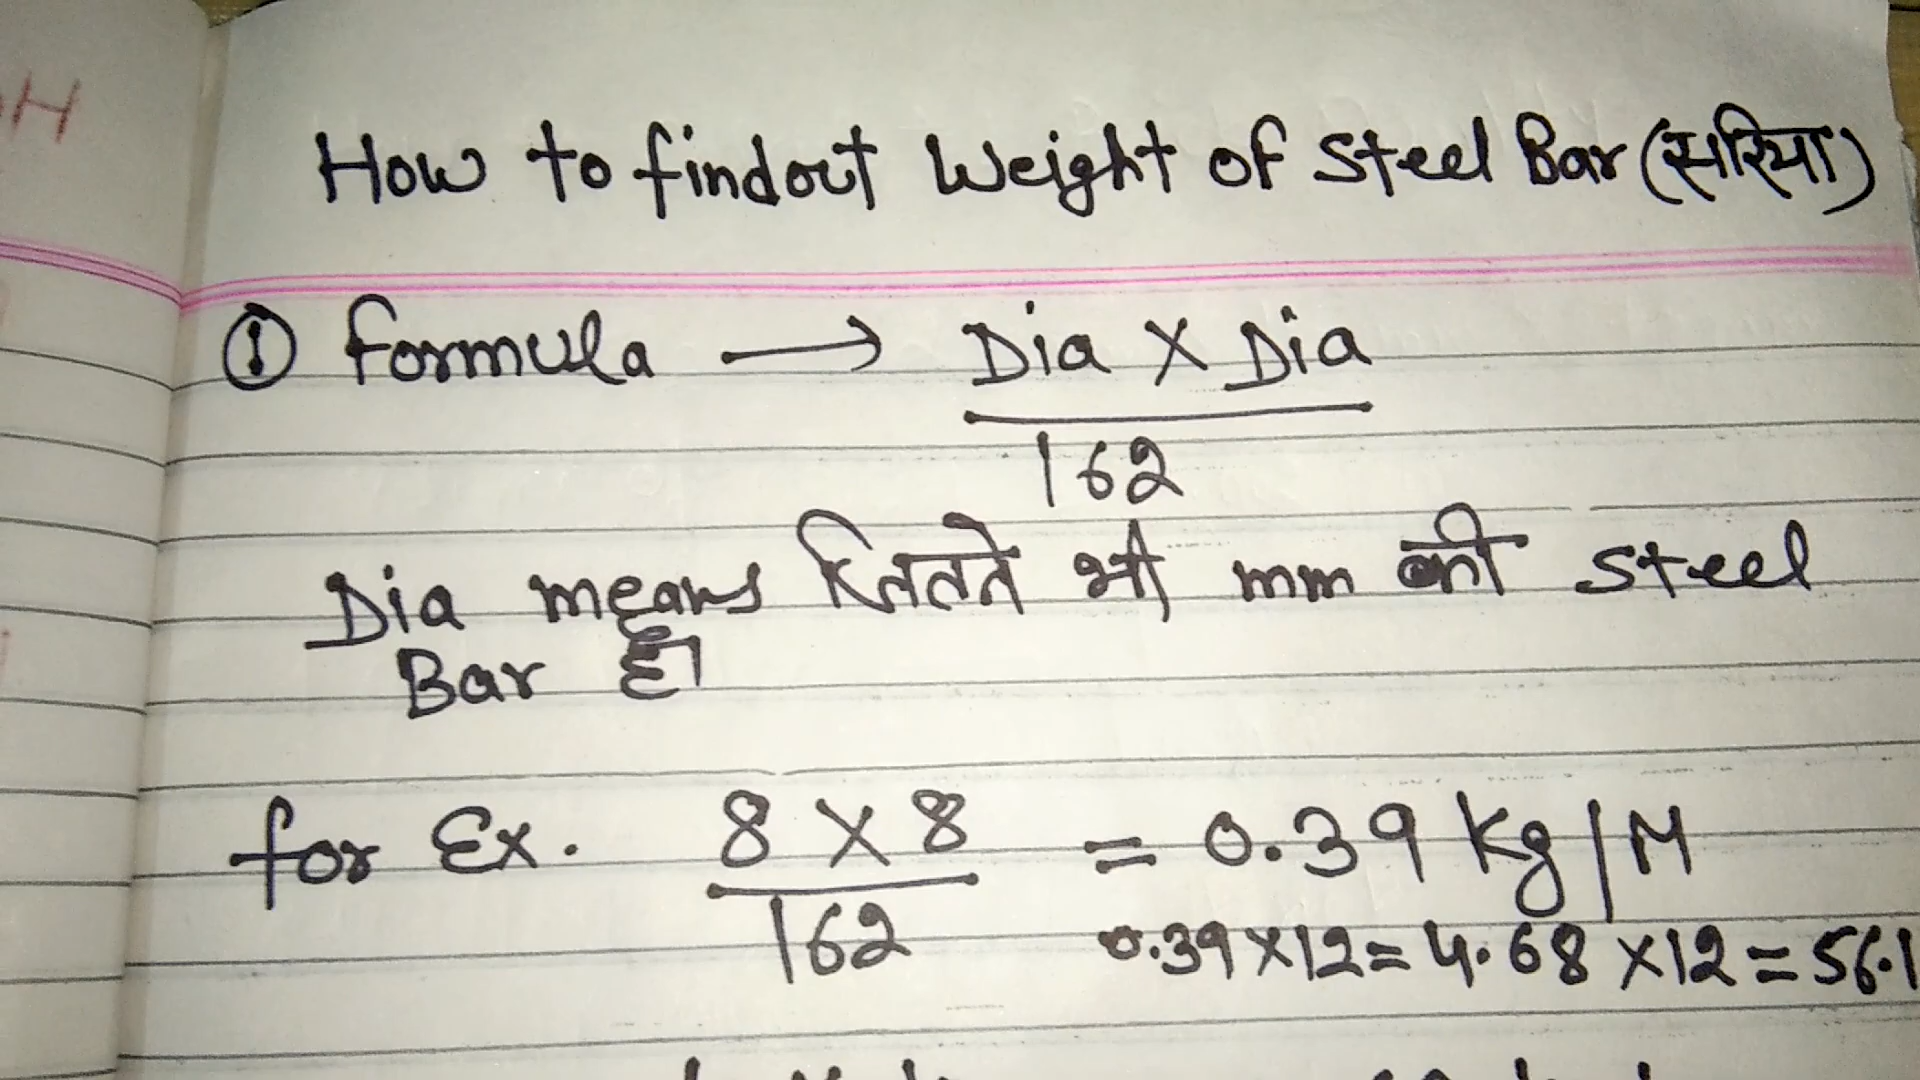 How to findout Weight of Steel Bar (सरिया)
① formula → Dia X Dia
162
Dia means जितने भी mm की steel
Bar हो
for Ex. 8 X 8 = 0.39 Kg/M
162 0.39 X 12 = 4.68 X 12 = 56.1